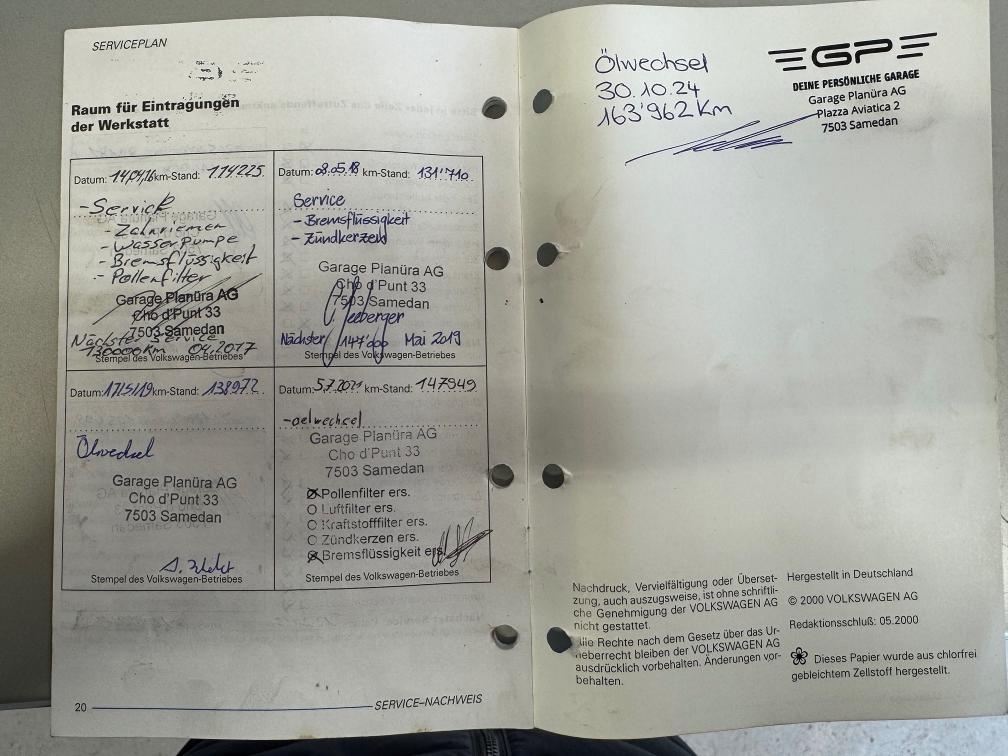 SERVICEPLAN
Raum für Eintragungen
der Werkstatt
Datum: 14/04/16 km-Stand: 114225
-Service
- Zahnriemen
- Wasserpumpe
- Bremsflüssigkeit
- Pollenfilter
Garage Planüra AG
Cho d'Punt 33
7503 Samedan
Nächster Service
130000km 04.2017
Stempel des Volkswagen-Betriebes
Datum: 08.05.18 km-Stand: 131'710
Service
- Bremsflüssigkeit
- Zündkerzen
Garage Planüra AG
Cho d'Punt 33
7503 Samedan
Nächster 147'000 Mai 2019
Stempel des Volkswagen-Betriebes
Datum: 17/5/19 km-Stand: 138972
Ölwechsel
Garage Planüra AG
Cho d'Punt 33
7503 Samedan
Stempel des Volkswagen-Betriebes
Datum: 5.7.2021 km-Stand: 147949
-oelwechsel
Garage Planüra AG
Cho d'Punt 33
7503 Samedan
Pollenfilter ers.
Luftfilter ers.
Kraftstofffilter ers.
Zündkerzen ers.
Bremsflüssigkeit ers.
Stempel des Volkswagen-Betriebes
20
SERVICE–NACHWEIS
Ölwechsel
30.10.24
163'962 Km
GP
DEINE PERSÖNLICHE GARAGE
Garage Planüra AG
Plazza Aviatica 2
7503 Samedan
Nachdruck, Vervielfältigung oder Überset-
zung, auch auszugsweise, ist ohne schriftli-
che Genehmigung der VOLKSWAGEN AG
nicht gestattet.
Alle Rechte nach dem Gesetz über das Ur-
heberrecht bleiben der VOLKSWAGEN AG
ausdrücklich vorbehalten. Änderungen vor-
behalten.
Hergestellt in Deutschland
© 2000 VOLKSWAGEN AG
Redaktionsschluß: 05.2000
Dieses Papier wurde aus chlorfrei
gebleichtem Zellstoff hergestellt.